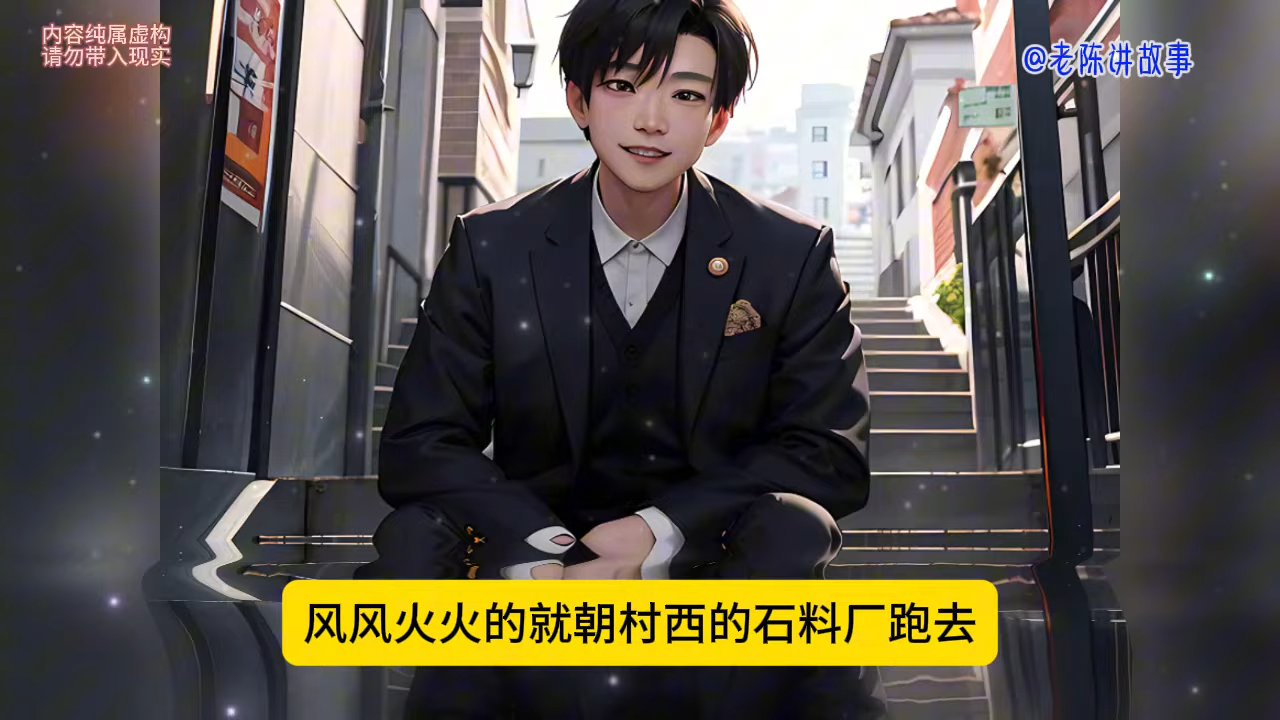 内容纯属虚构
请勿带入现实
@老陈讲故事
风风火火的就朝村西的石料厂跑去